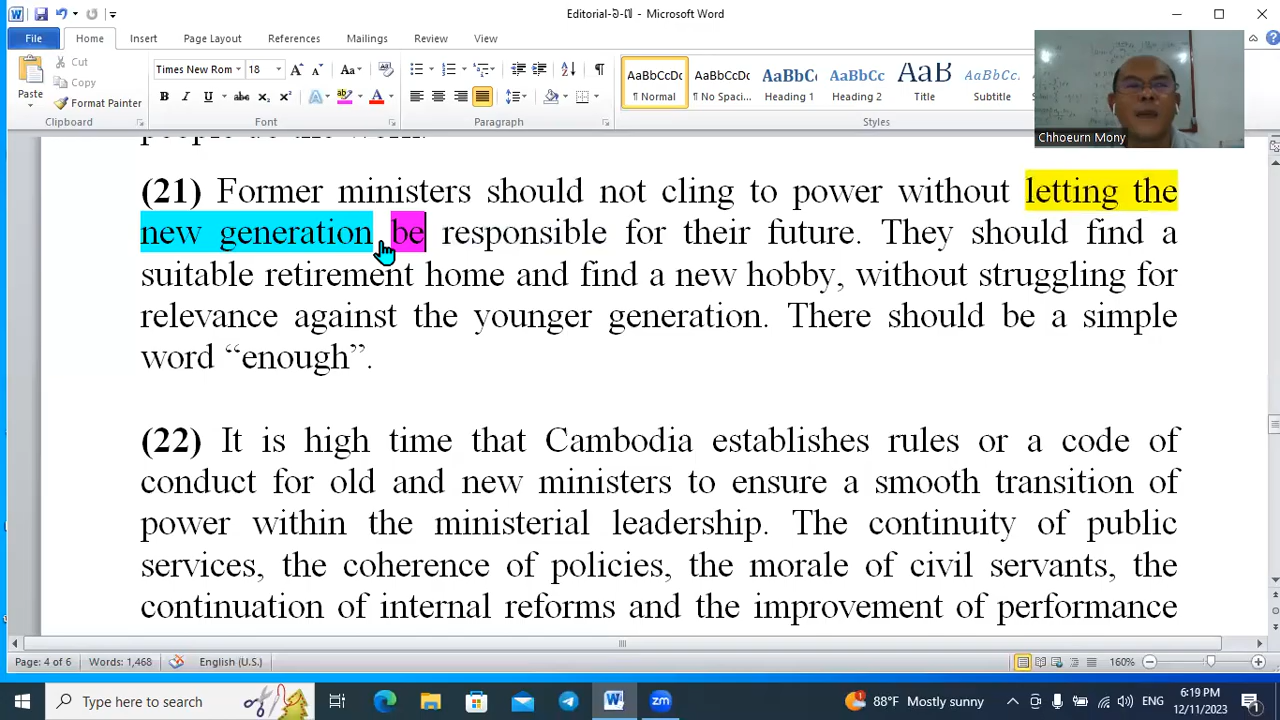 Editorial-ទ-៧ - Microsoft Word
File Home Insert Page Layout References Mailings Review View
Paste Cut Copy Format Painter Clipboard
Times New Rom 18 Aa
B I U abc x₂ x² A Font
Paragraph
AaBbCcDc ¶ Normal
AaBbCcDc ¶ No Spaci...
AaBbCc Heading 1
AaBbCc Heading 2
AaB Title
AaBbCc Subtitle
Styles
Chhoeurn Mony
(21) Former ministers should not cling to power without letting the
new generation be responsible for their future. They should find a
suitable retirement home and find a new hobby, without struggling for
relevance against the younger generation. There should be a simple
word “enough”.
(22) It is high time that Cambodia establishes rules or a code of
conduct for old and new ministers to ensure a smooth transition of
power within the ministerial leadership. The continuity of public
services, the coherence of policies, the morale of civil servants, the
continuation of internal reforms and the improvement of performance
Page: 4 of 6 Words: 1,468 English (U.S.) 160%
Type here to search W zm 88°F Mostly sunny ENG 6:19 PM
12/11/2023